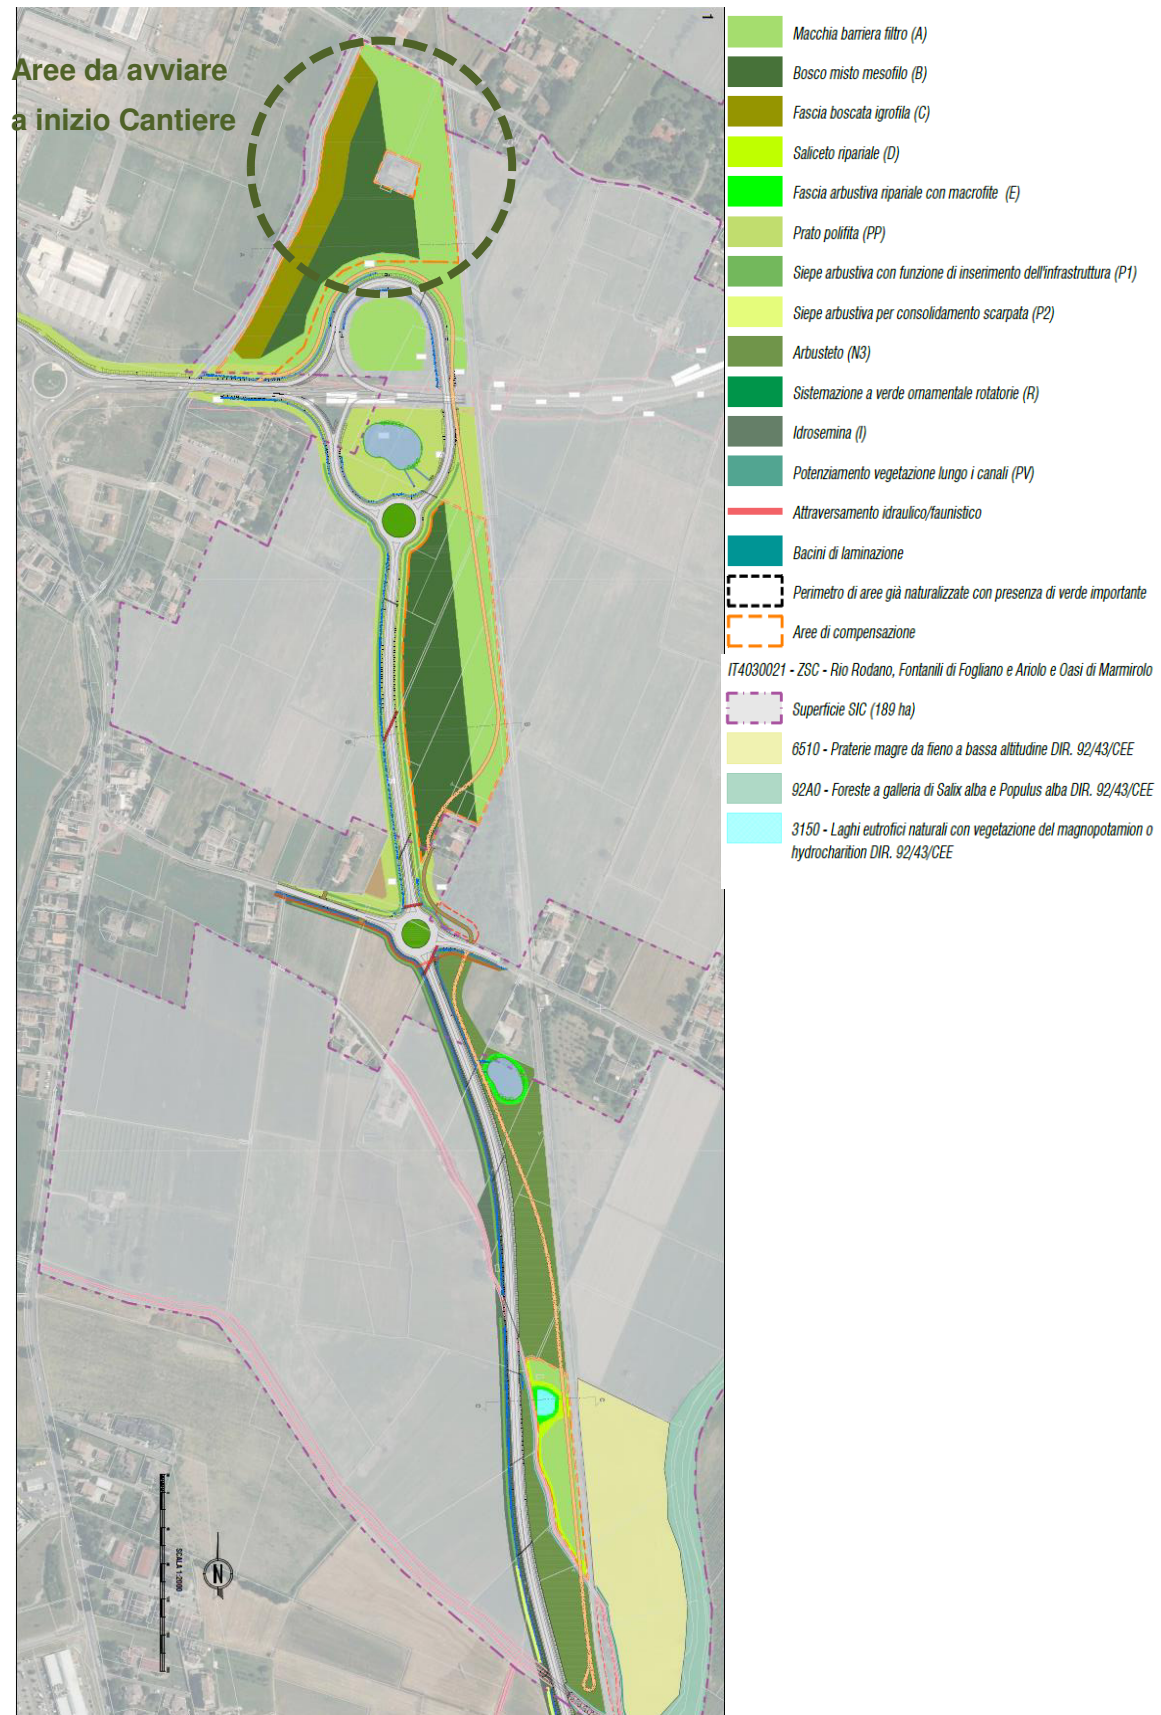 Aree da avviare
a inizio Cantiere
Macchia barriera filtro (A)
Bosco misto mesofilo (B)
Fascia boscata igrofila (C)
Saliceto ripariale (D)
Fascia arbustiva ripariale con macrofite (E)
Prato polifita (PP)
Siepe arbustiva con funzione di inserimento dell'infrastruttura (P1)
Siepe arbustiva per consolidamento scarpata (P2)
Arbusteto (N3)
Sistemazione a verde ornamentale rotatorie (R)
Idrosemina (I)
Potenziamento vegetazione lungo i canali (PV)
Attraversamento idraulico/faunistico
Bacini di laminazione
Perimetro di aree già naturalizzate con presenza di verde importante
Aree di compensazione
IT4030021 - ZSC - Rio Rodano, Fontanili di Fogliano e Ariolo e Oasi di Marmirolo
Superficie SIC (189 ha)
6510 - Praterie magre da fieno a bassa altitudine DIR. 92/43/CEE
92A0 - Foreste a galleria di Salix alba e Populus alba DIR. 92/43/CEE
3150 - Laghi eutrofici naturali con vegetazione del magnopotamion o
hydrocharition DIR. 92/43/CEE
SCALA 1:2000
N